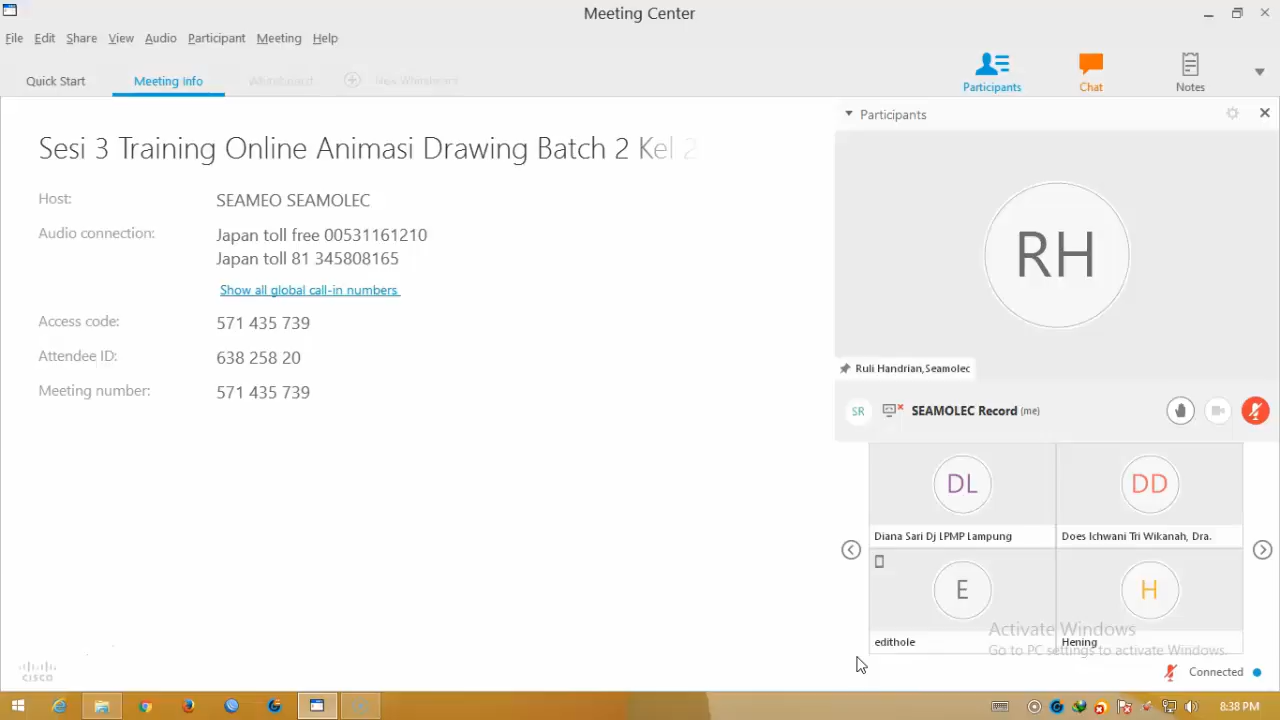 Meeting Center
File Edit Share View Audio Participant Meeting Help
Quick Start Meeting Info Whiteboard New Whiteboard
Participants Chat Notes
Participants
Sesi 3 Training Online Animasi Drawing Batch 2 Kel 2
Host: SEAMEO SEAMOLEC
Audio connection: Japan toll free 00531161210
Japan toll 81 345808165
Show all global call-in numbers
Access code: 571 435 739
Attendee ID: 638 258 20
Meeting number: 571 435 739
RH
Ruli Handrian,Seamolec
SR SEAMOLEC Record (me)
DL DD
Diana Sari Dj LPMP Lampung Does Ichwani Tri Wikanah, Dra.
E H
edithole Hening
Activate Windows
Go to PC settings to activate Windows.
Connected
cisco
8:38 PM